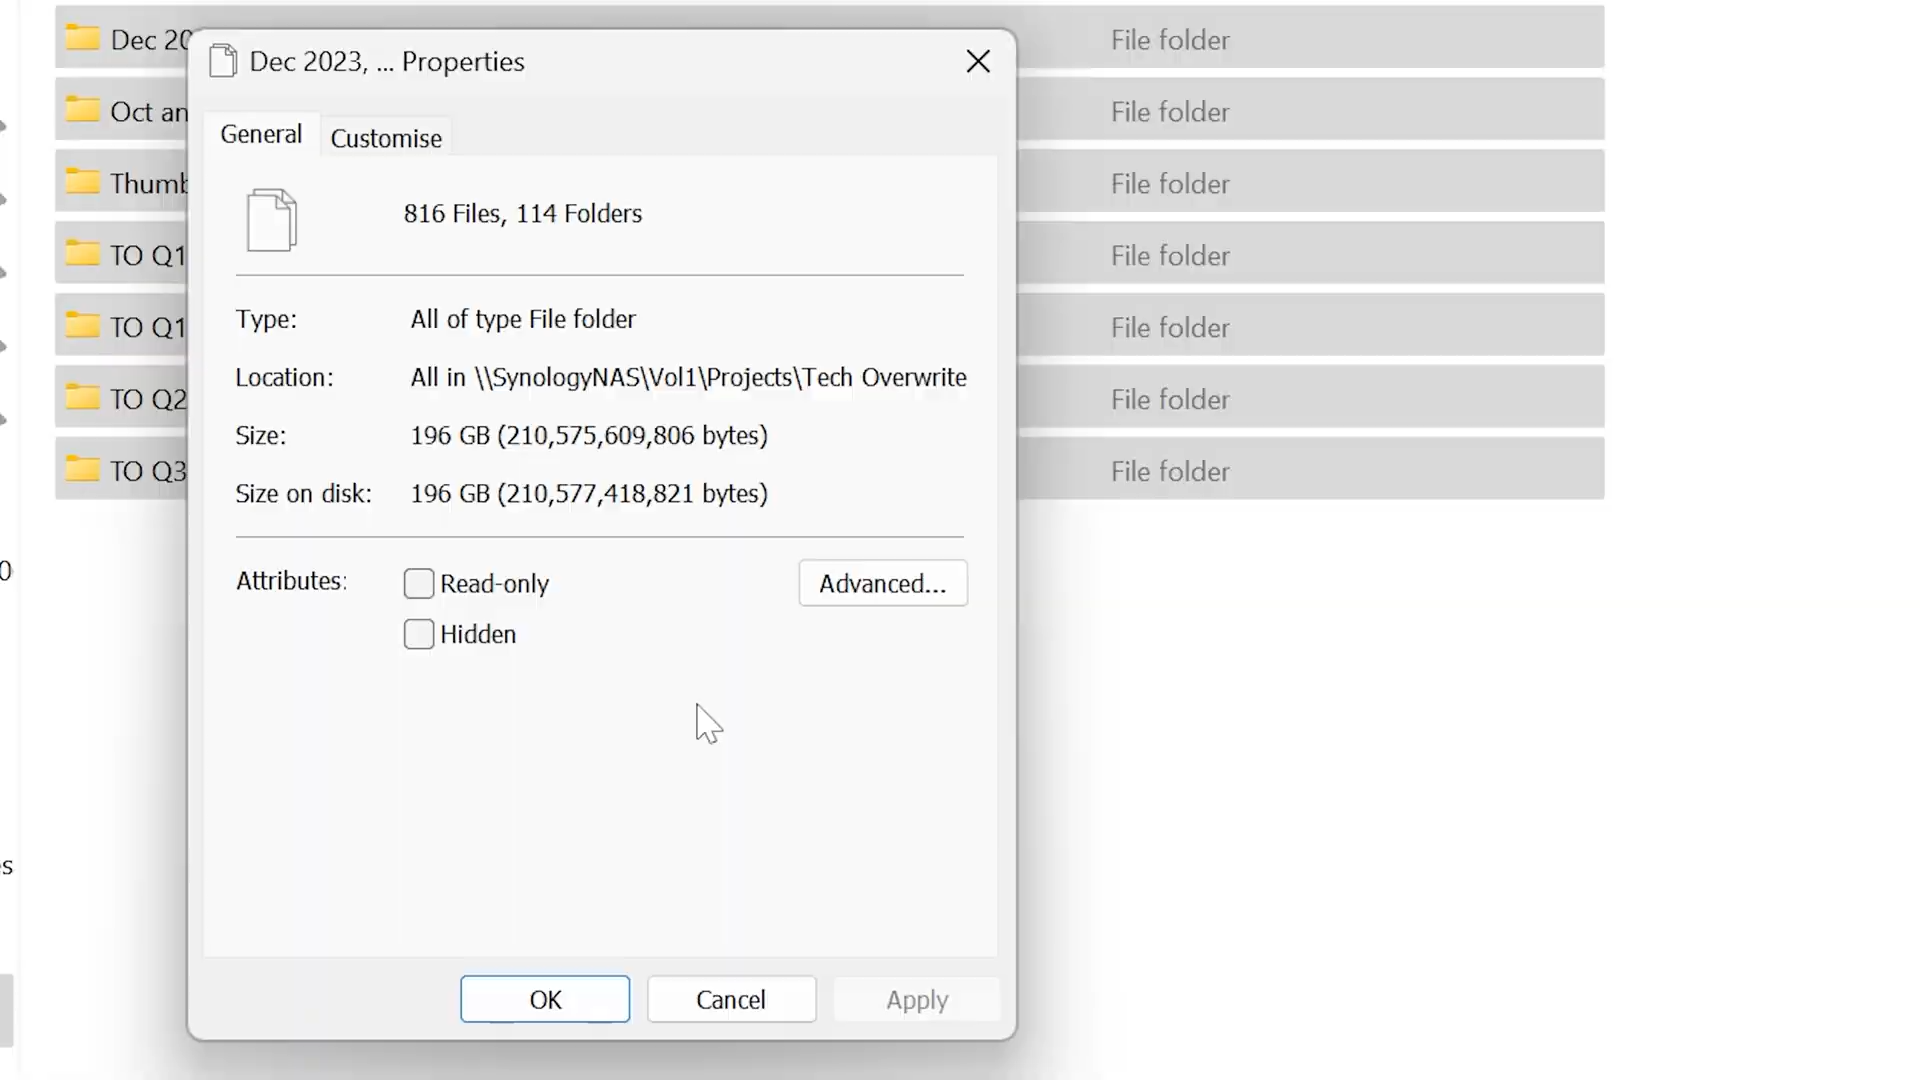 Dec 2023, ... Properties
General
Customise
816 Files, 114 Folders
Type: All of type File folder
Location: All in \\SynologyNAS\Vol1\Projects\Tech Overwrite
Size: 196 GB (210,575,609,806 bytes)
Size on disk: 196 GB (210,577,418,821 bytes)
Attributes: Read-only Advanced...
Hidden
OK Cancel Apply
Dec 20 File folder
Oct an File folder
Thumb File folder
TO Q1 File folder
TO Q1 File folder
TO Q2 File folder
TO Q3 File folder
0